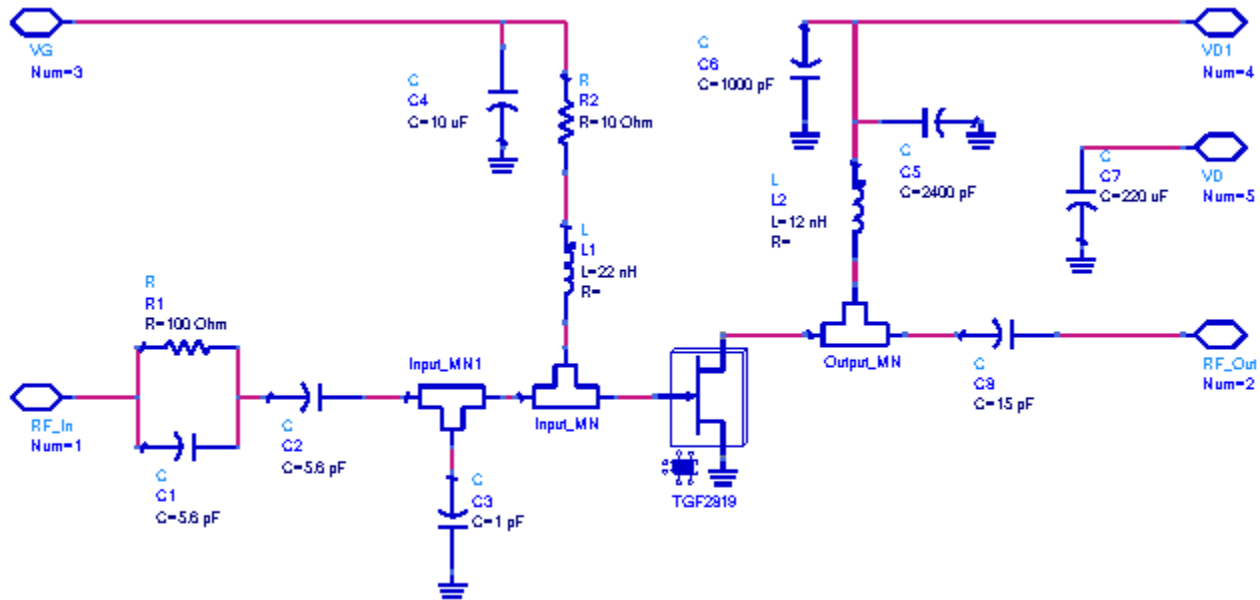 VG
Num=3
C
C4
C=10 uF
R
R2
R=10 Ohm
C
C6
C=1000 pF
VD1
Num=4
C
C5
C=2400 pF
C
C7
C=220 uF
VD
Num=5
L
L2
L=12 nH
R=
L
L1
L=22 nH
R=
R
R1
R=100 Ohm
Input_MN1
Input_MN
Output_MN
RF_In
Num=1
C
C1
C=5.6 pF
C
C2
C=5.6 pF
C
C3
C=1 pF
TGF2819
C
C8
C=15 pF
RF_Out
Num=2